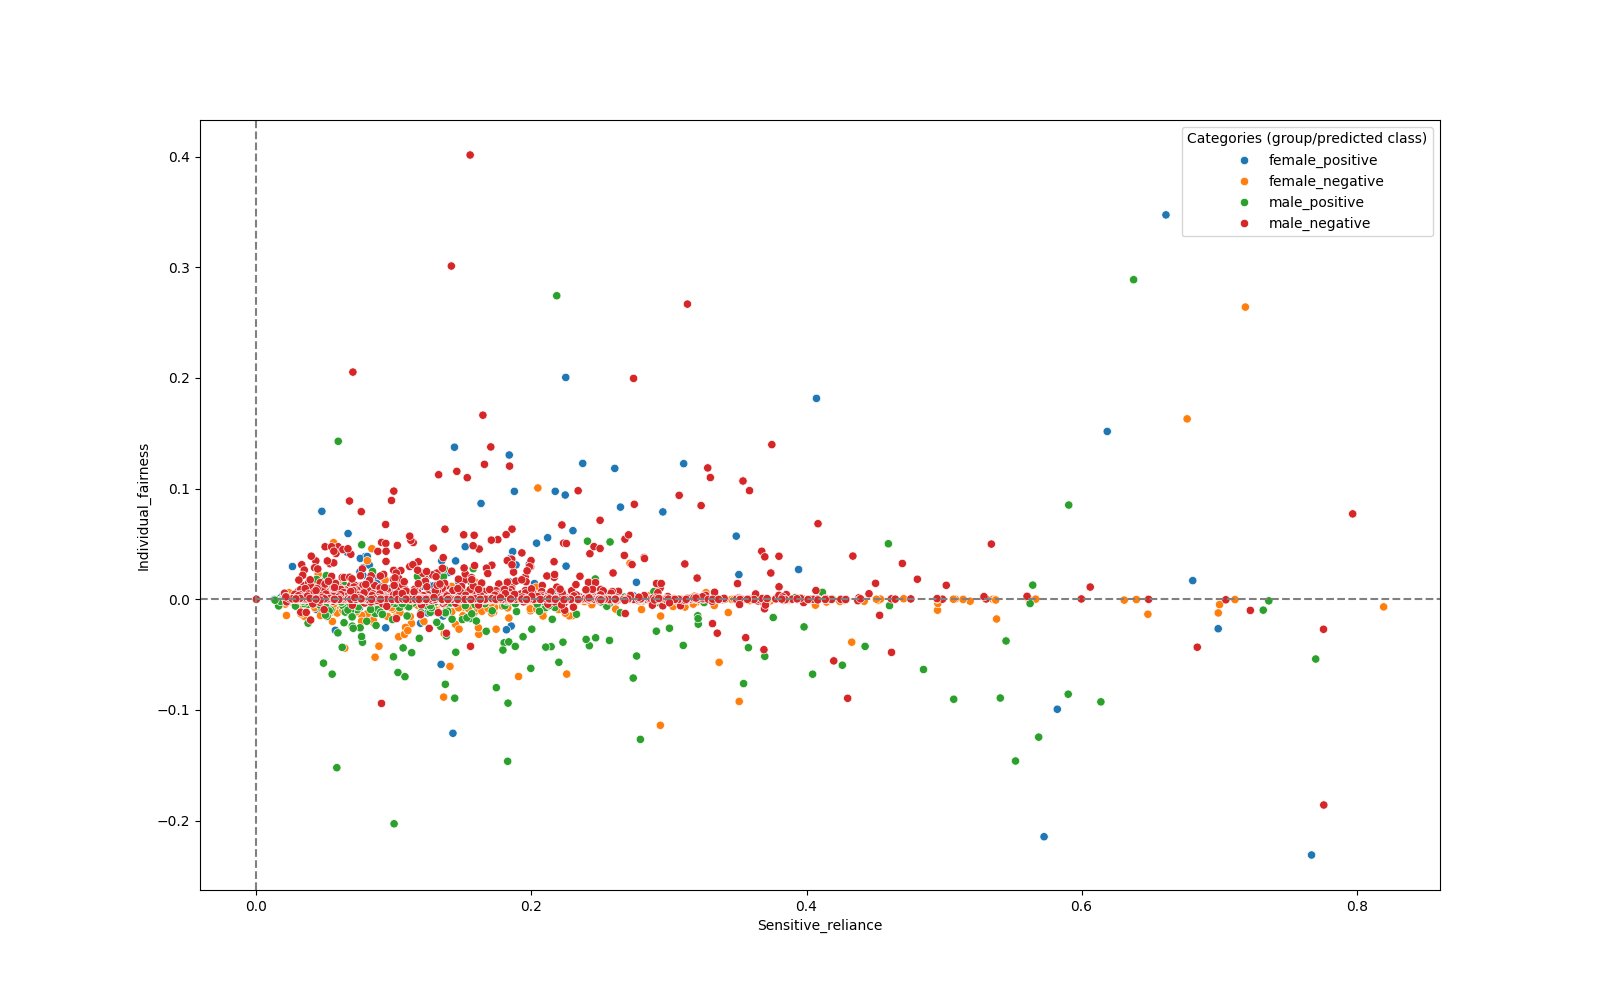 Categories (group/predicted class)
female_positive
female_negative
male_positive
male_negative
0.4
0.3
0.2
0.1
0.0
−0.1
−0.2
Individual_fairness
0.0 0.2 0.4 0.6 0.8
Sensitive_reliance